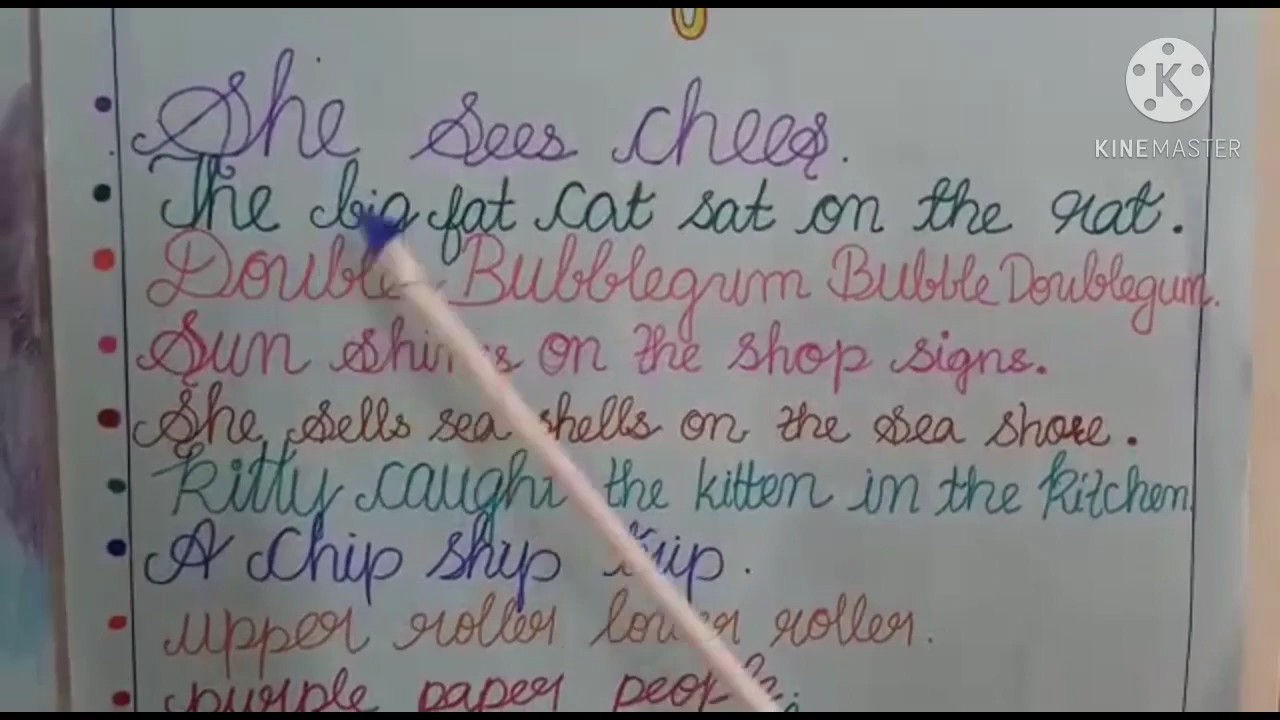 K
KINEMASTER
She sees chees.
The big fat cat sat on the rat.
Double Bubblegum Bubble Doublegum.
Sun shines on the shop signs.
She sells sea shells on the sea shore.
Kitty caught the kitten in the kitchen
A chip ship .
upper roller lower roller.
purple paper people.